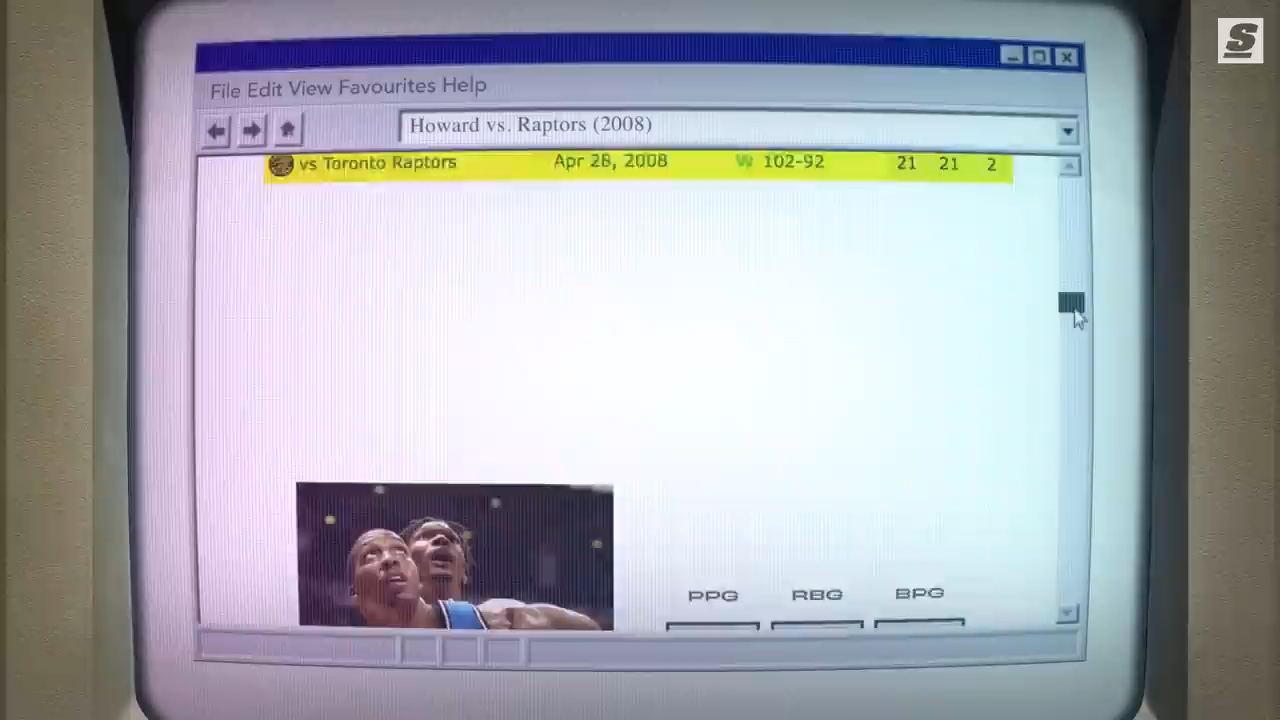 S
File Edit View Favourites Help
Howard vs. Raptors (2008)
vs Toronto Raptors Apr 28, 2008 W 102-92 21 21 2
PPG RBG BPG